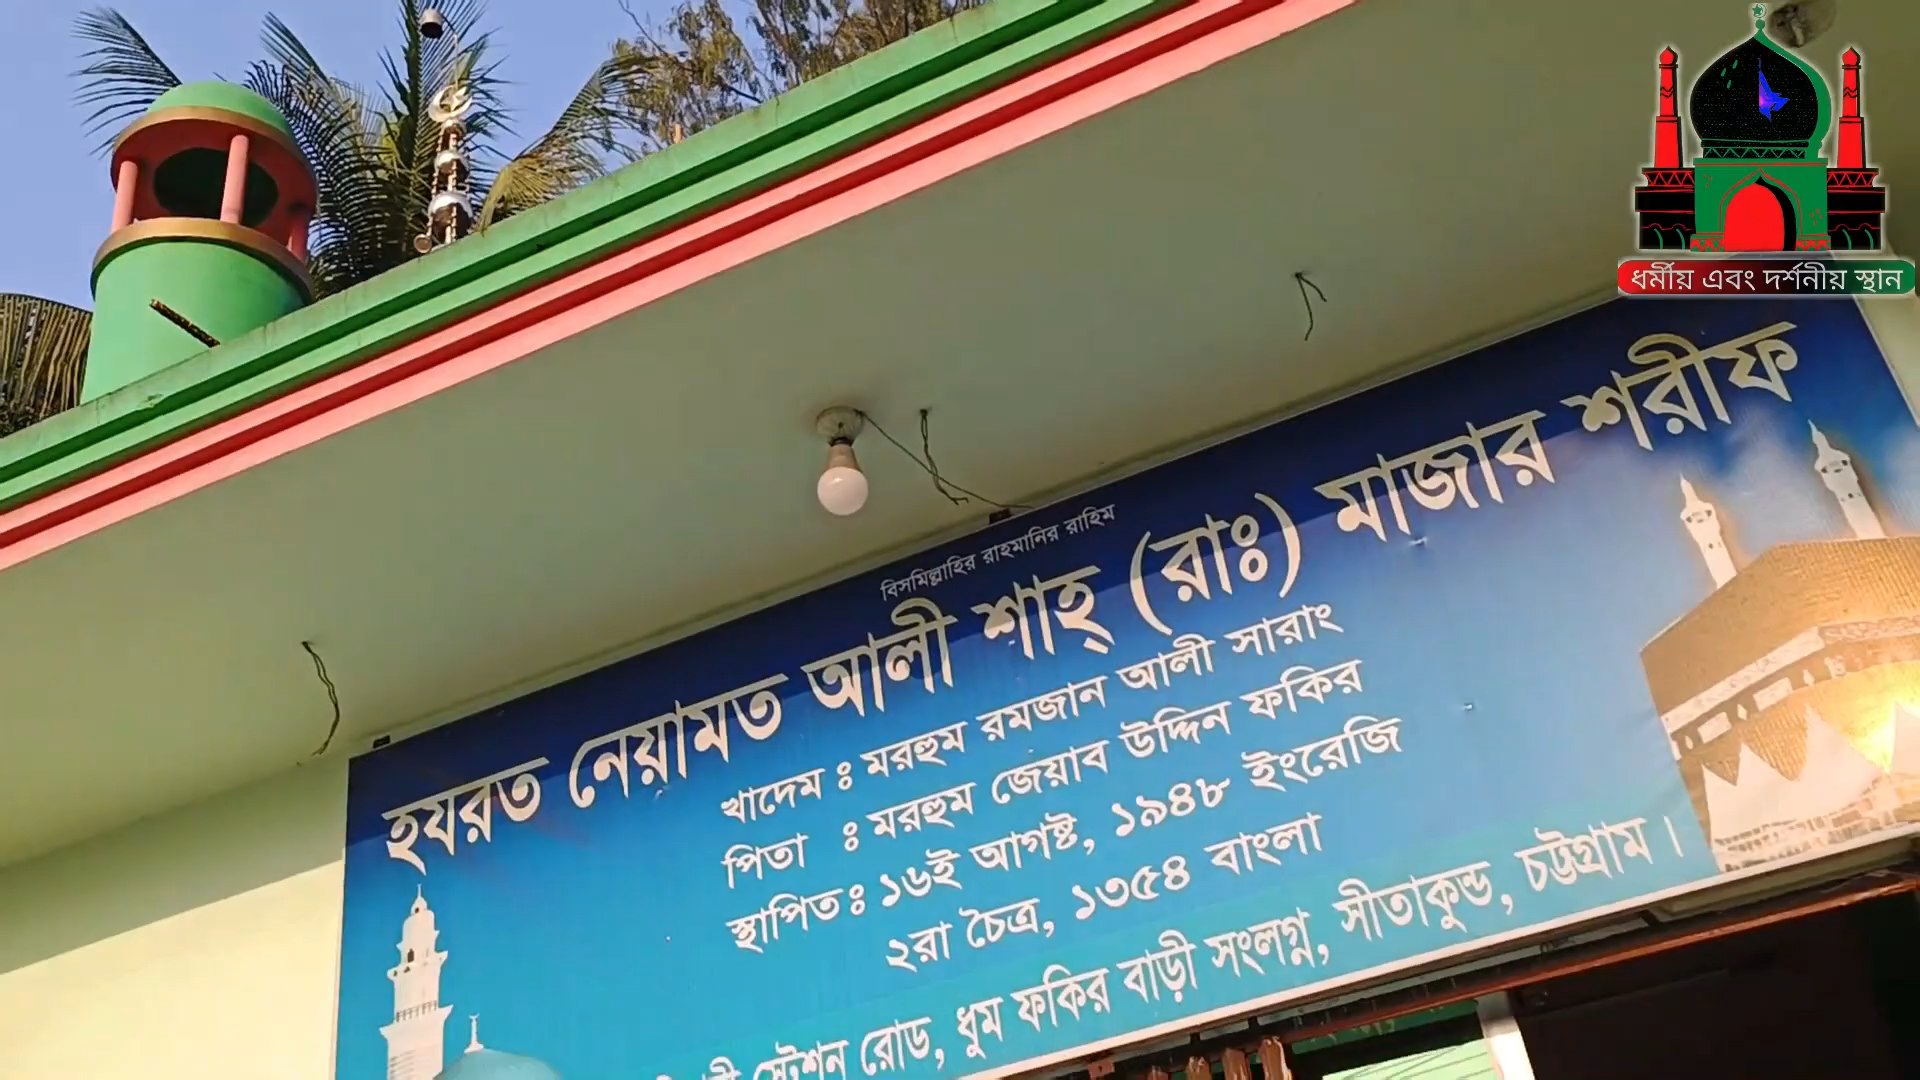 ধর্মীয় এবং দর্শনীয় স্থান
বিসমিল্লাহির রাহমানির রাহিম
হযরত নেয়ামত আলী শাহ্ (রাঃ) মাজার শরীফ
খাদেম ঃ মরহুম রমজান আলী সারাং
পিতা ঃ মরহুম জেয়াব উদ্দিন ফকির
স্থাপিত ঃ ১৬ই আগষ্ট, ১৯৪৮ ইংরেজি
২রা চৈত্র, ১৩৫৪ বাংলা
স্টেশন রোড, ধুম ফকির বাড়ী সংলগ্ন, সীতাকুন্ড, চট্টগ্রাম।